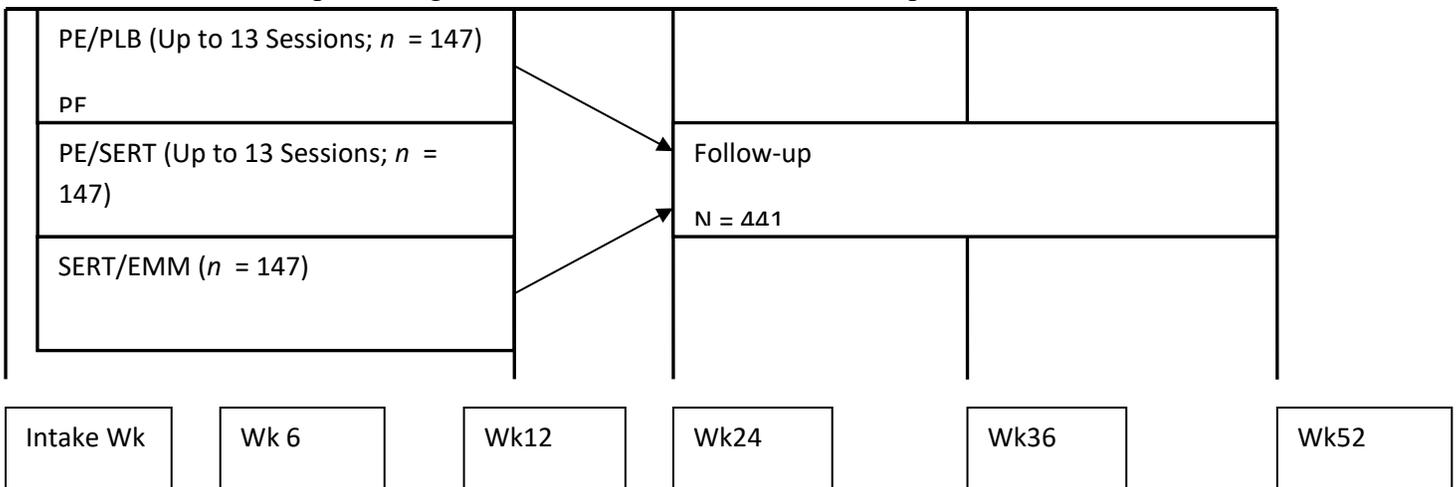 PE/PLB (Up to 13 Sessions; n = 147)
PE/SERT (Up to 13 Sessions; n =
147)
SERT/EMM (n = 147)
Follow-up
N = 441
Intake Wk
Wk 6
Wk12
Wk24
Wk36
Wk52